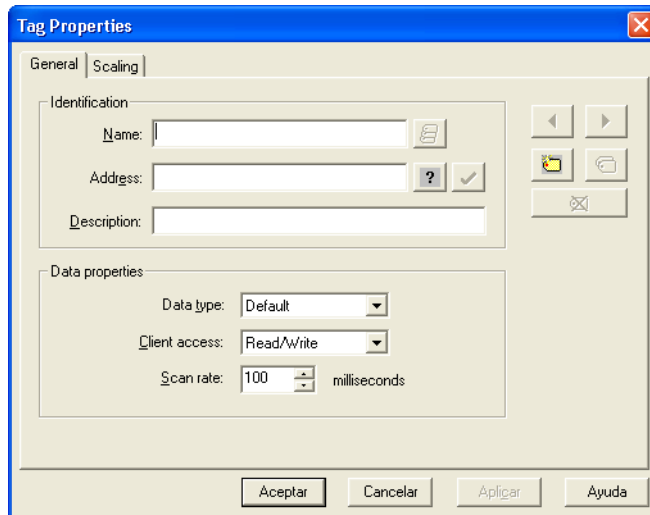 Tag Properties
General Scaling
Identification
Name:
Address: ?
Description:
Data properties
Data type: Default
Client access: Read/Write
Scan rate: 100 milliseconds
Aceptar Cancelar Aplicar Ayuda